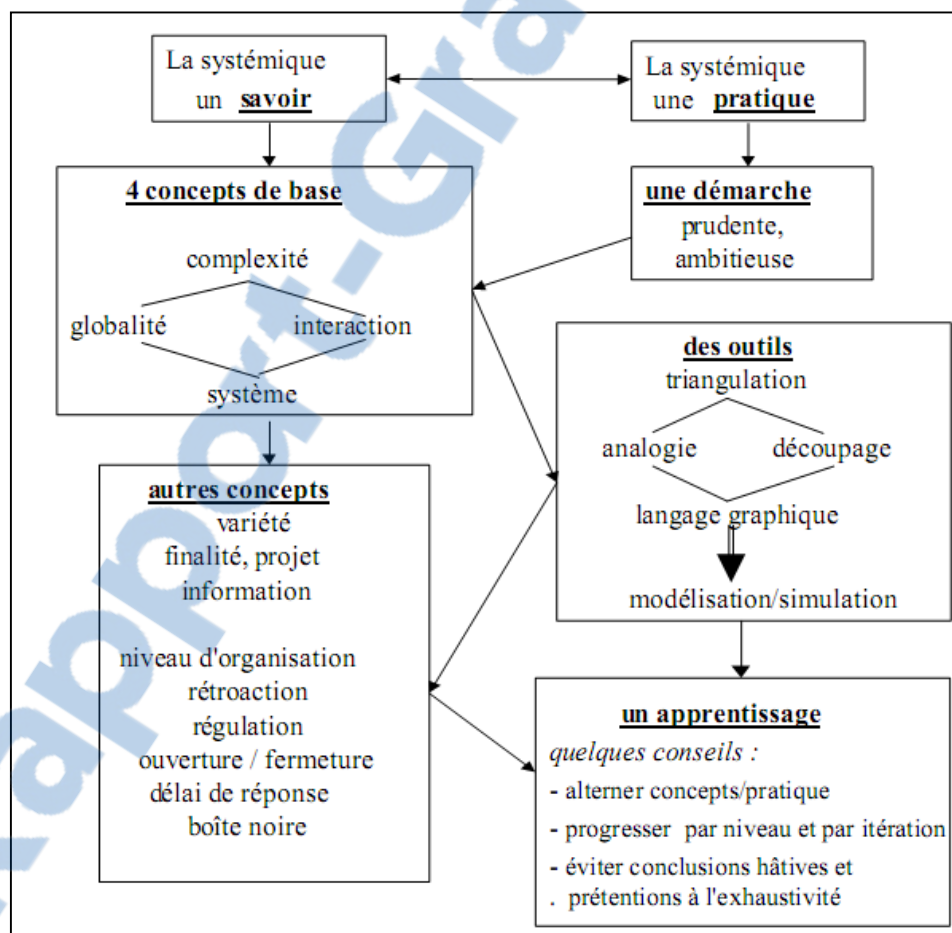 La systémique
un savoir
La systémique
une pratique
4 concepts de base
complexité
globalité interaction
système
une démarche
prudente,
ambitieuse
des outils
triangulation
analogie découpage
langage graphique
modélisation/simulation
autres concepts
variété
finalité, projet
information
niveau d'organisation
rétroaction
régulation
ouverture / fermeture
délai de réponse
boîte noire
un apprentissage
quelques conseils :
- alterner concepts/pratique
- progresser par niveau et par itération
- éviter conclusions hâtives et
. prétentions à l'exhaustivité
Rapport-Gra